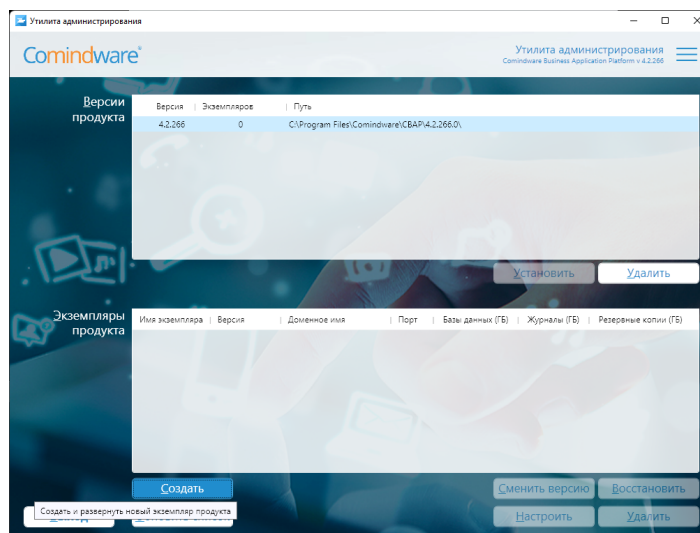 Утилита администрирования
Comindware®
Утилита администрирования
Comindware Business Application Platform v 4.2.266
Версии продукта
Версия | Экземпляров | Путь
4.2.266 0 C:\Program Files\Comindware\CBAP\4.2.266.0\
Установить Удалить
Экземпляры продукта
Имя экземпляра | Версия | Доменное имя | Порт | Базы данных (ГБ) | Журналы (ГБ) | Резервные копии (ГБ)
Создать Сменить версию Восстановить
Создать и развернуть новый экземпляр продукта
Настроить Удалить